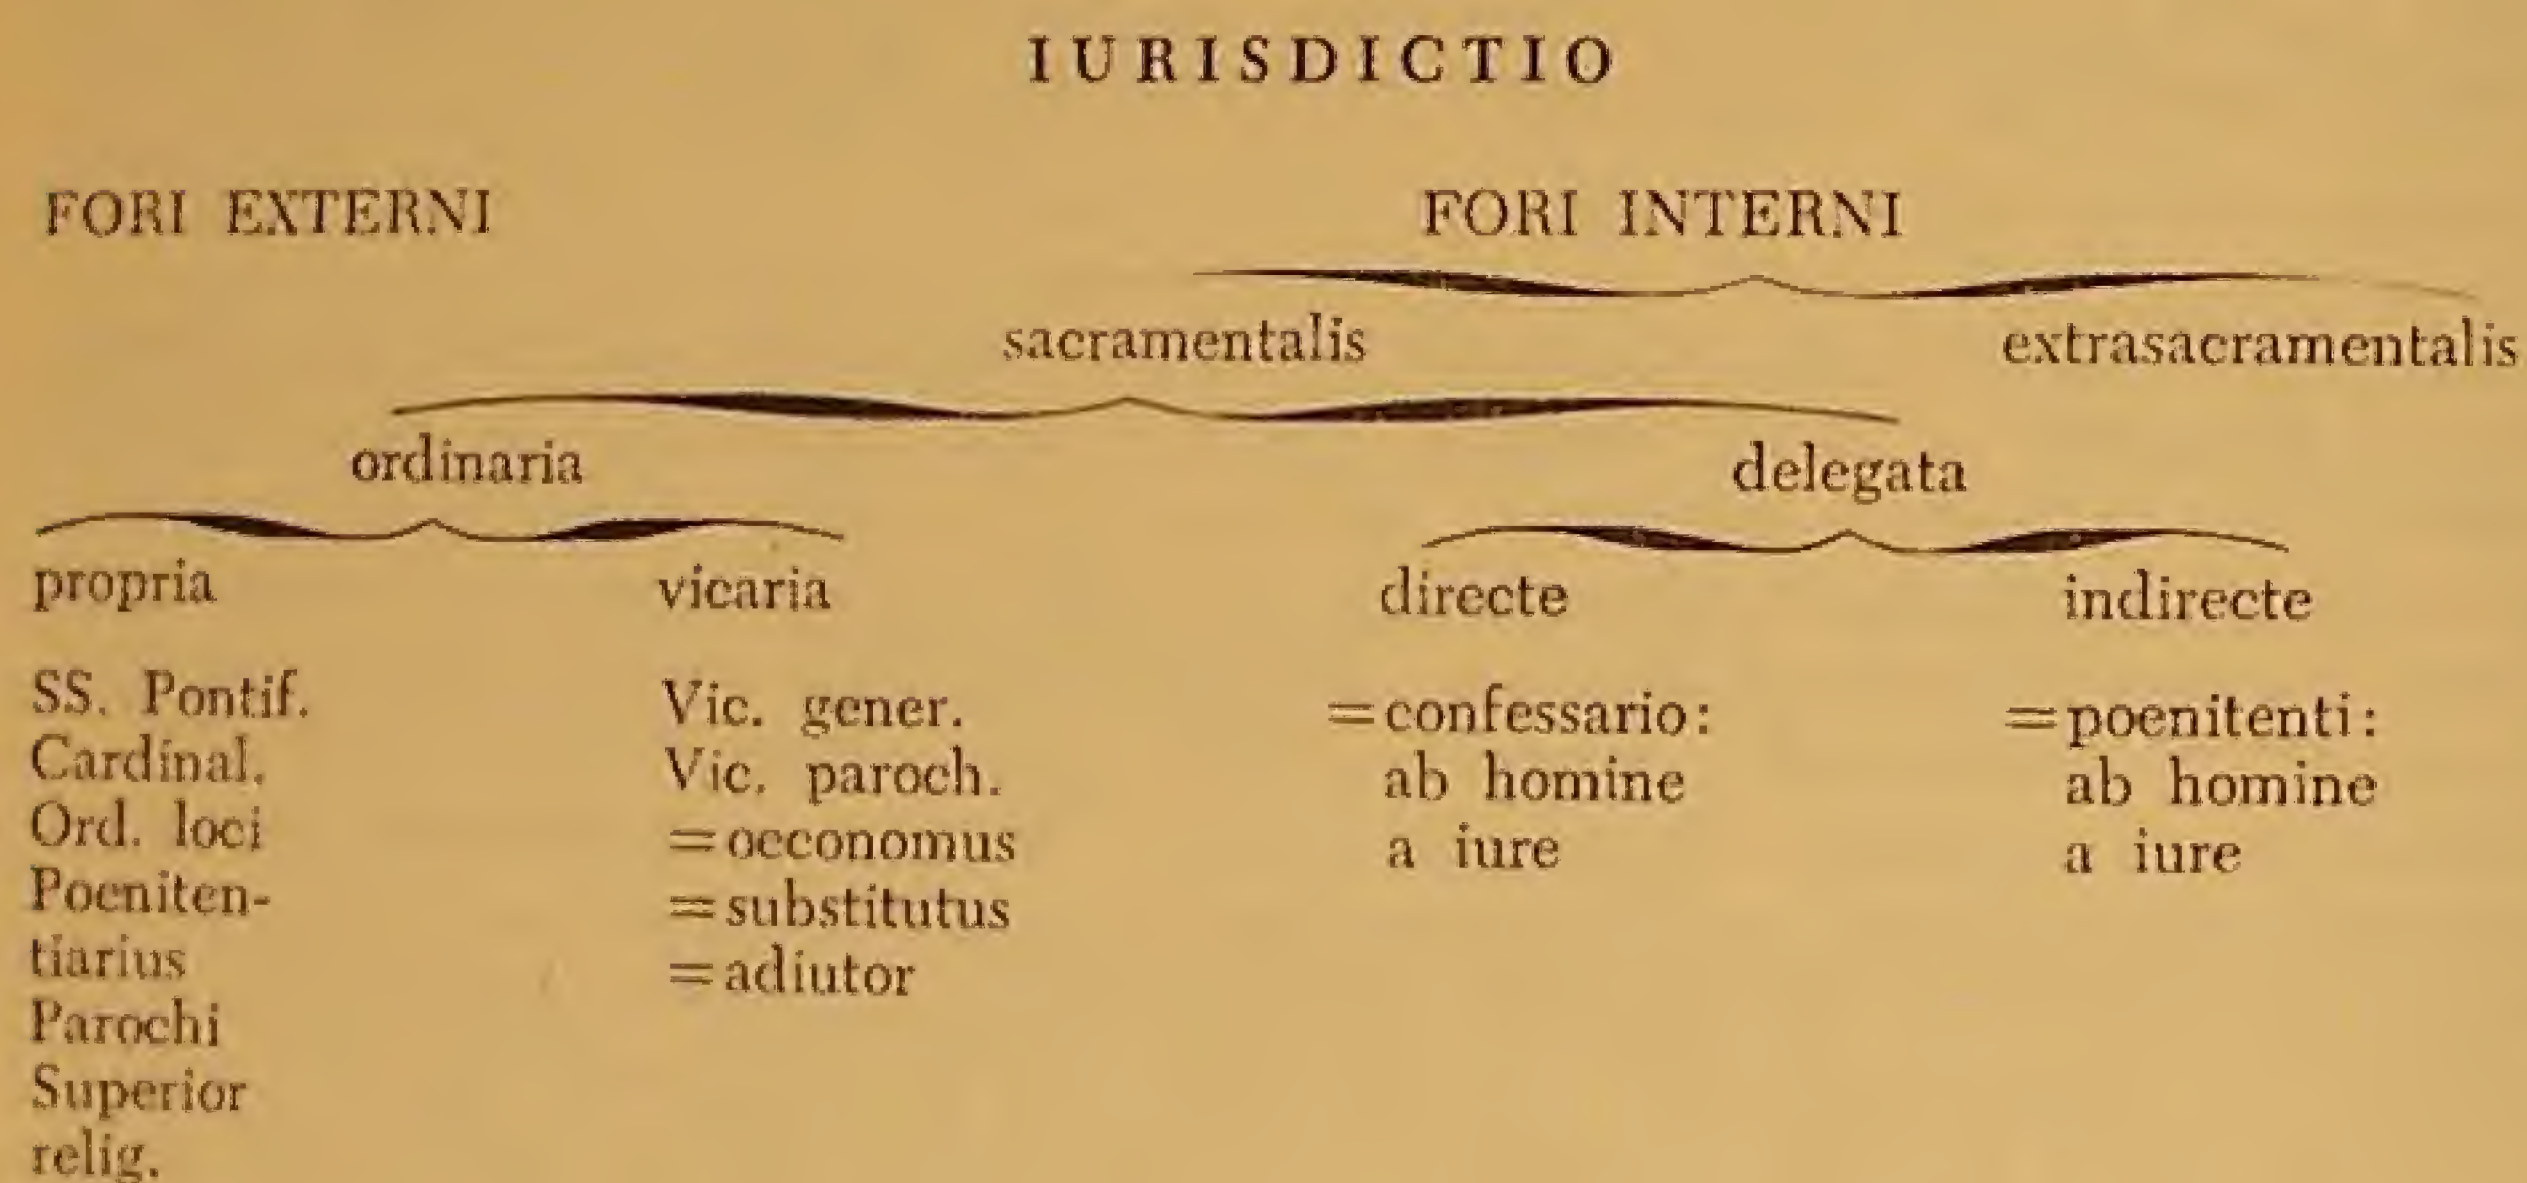 IURISDICTIO
FORI EXTERNI
FORI INTERNI
sacramentalis
extrasacramentalis
ordinaria
delegata
propria
vicaria
directe
indirecte
SS. Pontif.
Cardinal.
Ord. loci
Poeniten-
tiarius
Parochi
Superior
relig.
Vic. gener.
Vic. paroch.
=oeconomus
=substitutus
=adiutor
=confessario:
ab homine
a iure
=poenitenti:
ab homine
a iure